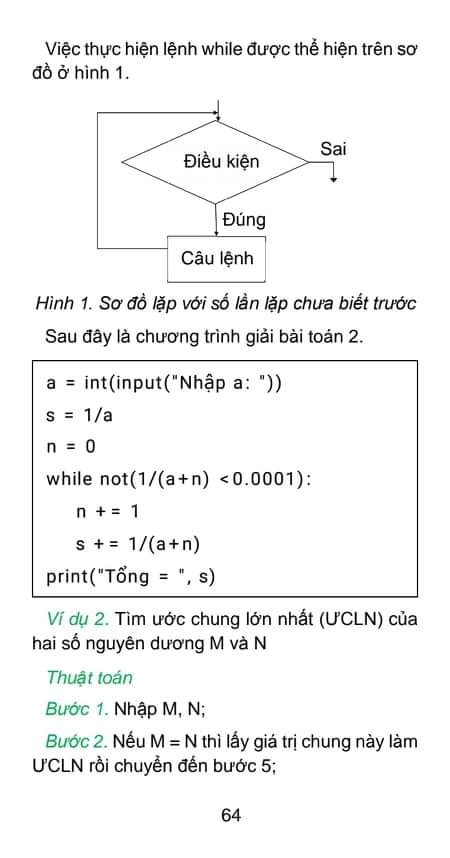 Việc thực hiện lệnh while được thể hiện trên sơ
đồ ở hình 1.
Điều kiện
Sai
Đúng
Câu lệnh
Hình 1. Sơ đồ lặp với số lần lặp chưa biết trước
Sau đây là chương trình giải bài toán 2.
a = int(input("Nhập a: "))
s = 1/a
n = 0
while not(1/(a+n) <0.0001):
n += 1
s += 1/(a+n)
print("Tổng = ", s)
Ví dụ 2. Tìm ước chung lớn nhất (ƯCLN) của
hai số nguyên dương M và N
Thuật toán
Bước 1. Nhập M, N;
Bước 2. Nếu M = N thì lấy giá trị chung này làm
ƯCLN rồi chuyển đến bước 5;
64